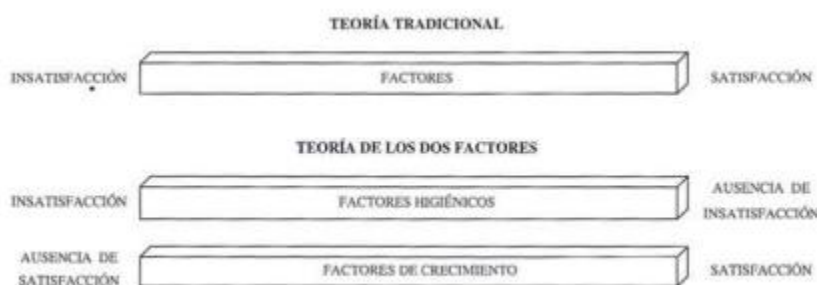 TEORÍA TRADICIONAL
INSATISFACCIÓN FACTORES SATISFACCIÓN
TEORÍA DE LOS DOS FACTORES
INSATISFACCIÓN FACTORES HIGIÉNICOS AUSENCIA DE
INSATISFACCIÓN
AUSENCIA DE
SATISFACCIÓN FACTORES DE CRECIMIENTO SATISFACCIÓN